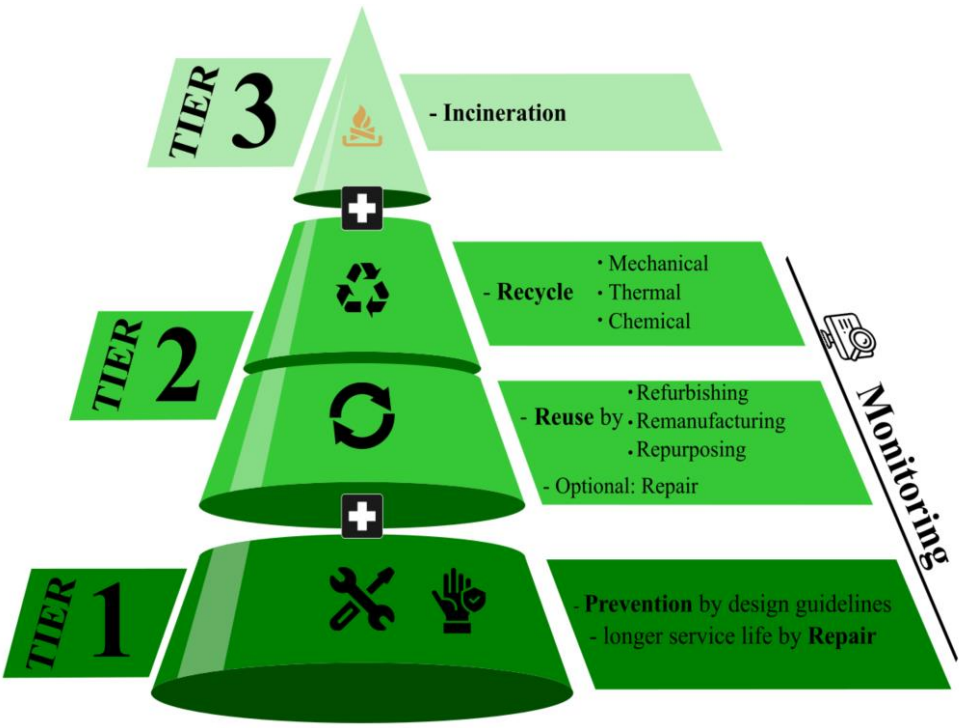 TIER 3
- Incineration
TIER 2
- Recycle
· Mechanical
· Thermal
· Chemical
- Reuse by
· Refurbishing
· Remanufacturing
· Repurposing
- Optional: Repair
Monitoring
TIER 1
- Prevention by design guidelines
- longer service life by Repair